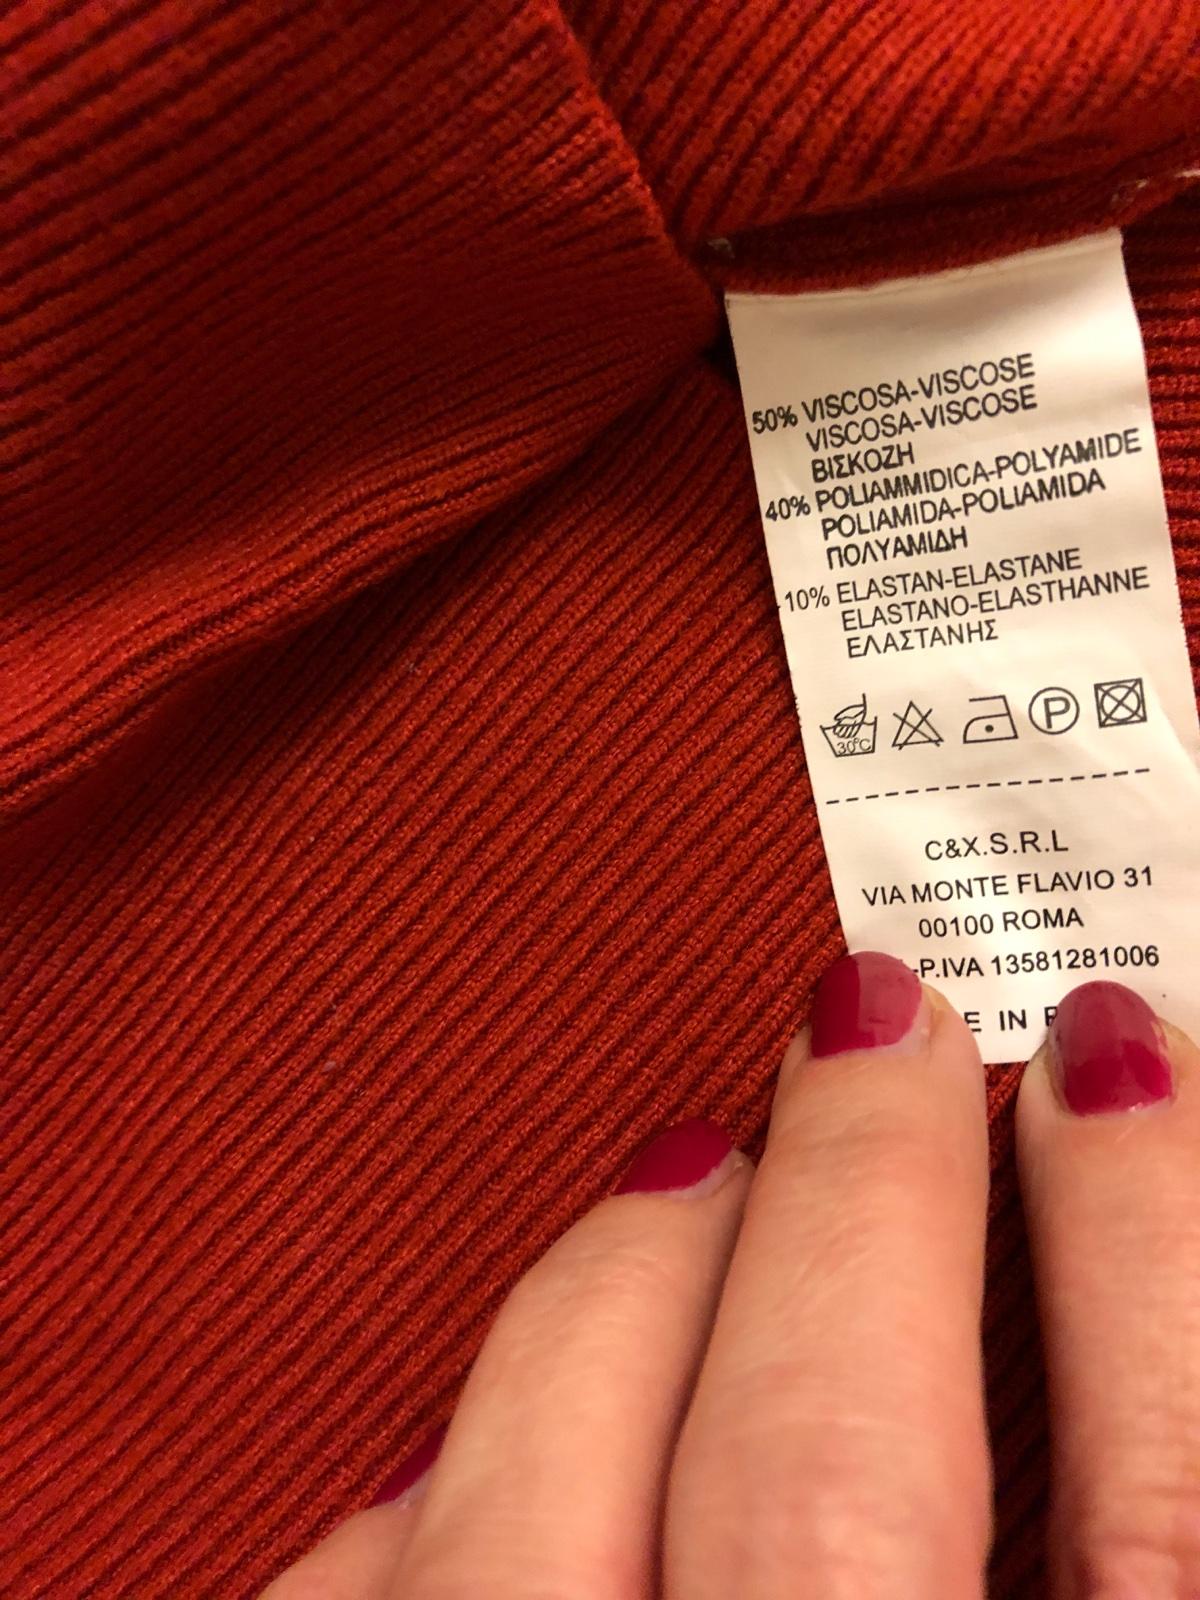 50% VISCOSA-VISCOSE
VISCOSA-VISCOSE
ΒΙΣΚΟΖΗ
40% POLIAMMIDICA-POLYAMIDE
POLIAMIDA-POLIAMIDA
ΠΟΛΥΑΜΙΔΗ
10% ELASTAN-ELASTANE
ELASTANO-ELASTHANNE
ΕΛΑΣΤΑΝΗΣ
30°C P
C&X.S.R.L
VIA MONTE FLAVIO 31
00100 ROMA
-P.IVA 13581281006
IN